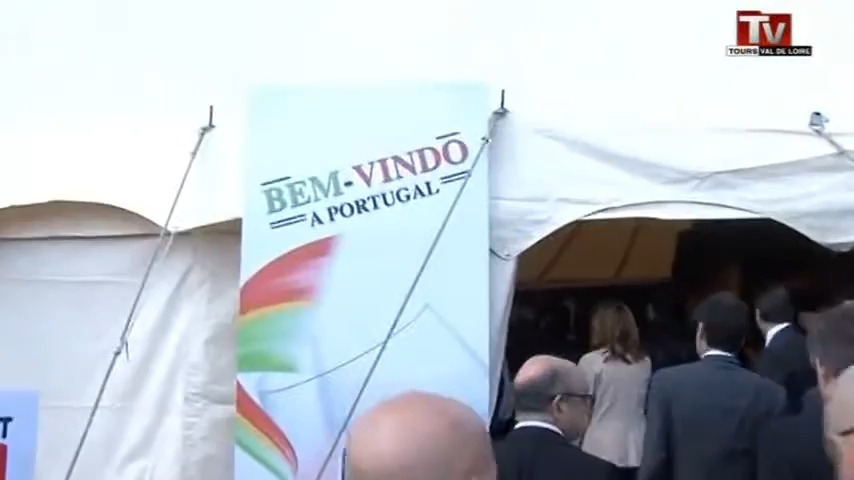 TV
TOURS VAL DE LOIRE
BEM-VINDO
A PORTUGAL
T